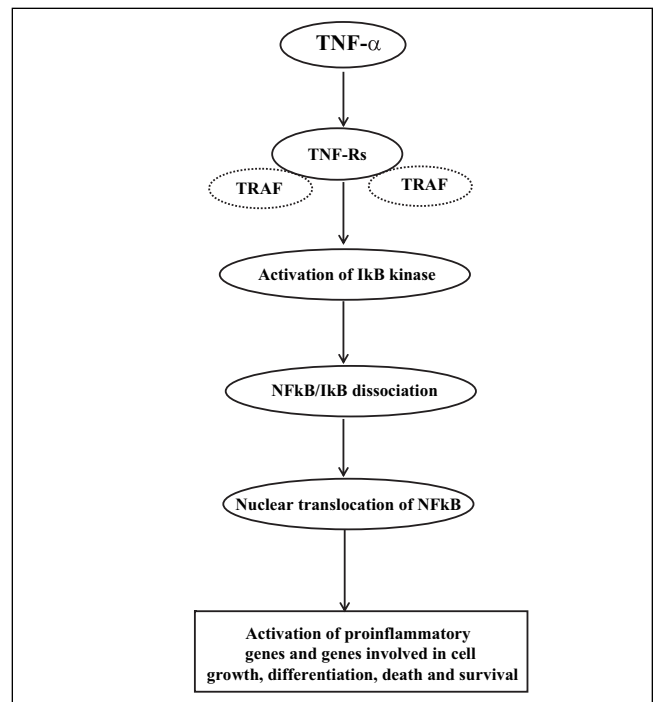 TNF-α
TNF-Rs
TRAF
TRAF
Activation of IkB kinase
NFkB/IkB dissociation
Nuclear translocation of NFkB
Activation of proinflammatory
genes and genes involved in cell
growth, differentiation, death and survival